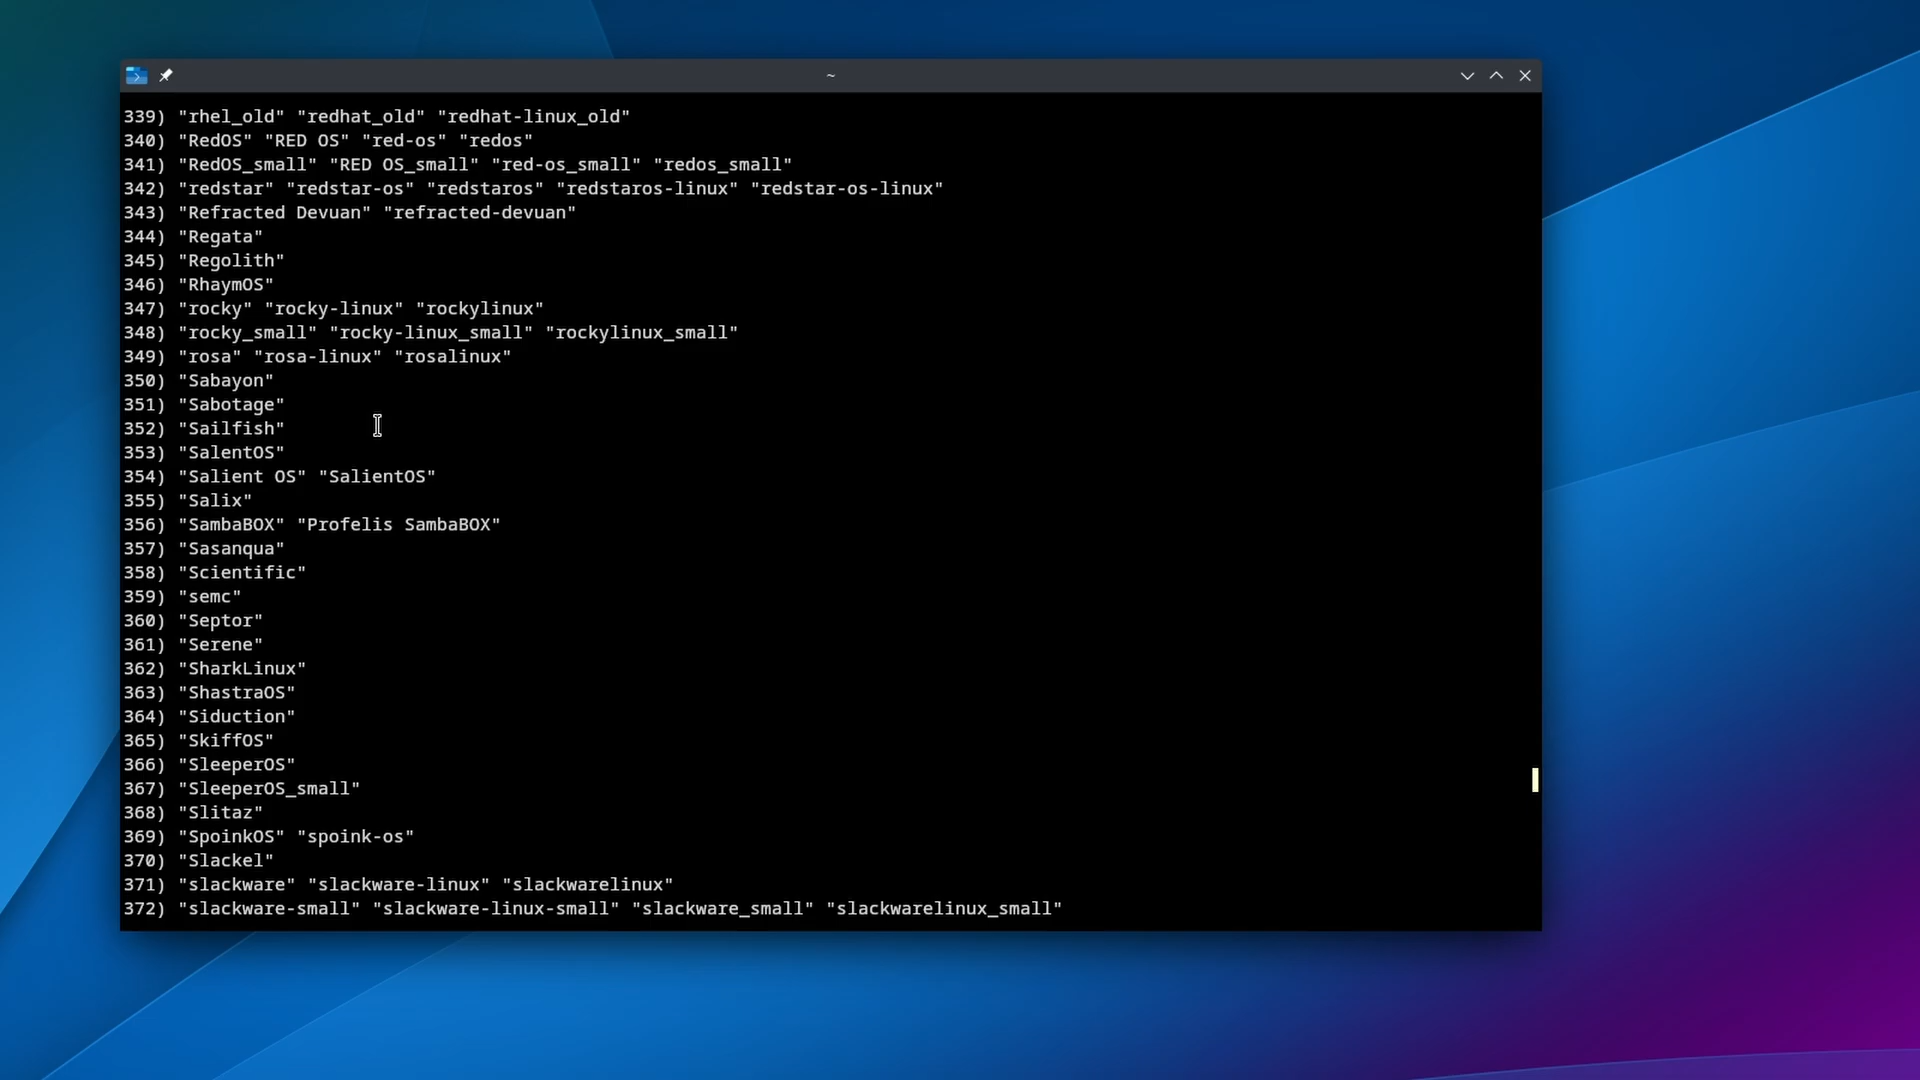 ~
339) "rhel_old" "redhat_old" "redhat-linux_old"
340) "RedOS" "RED OS" "red-os" "redos"
341) "RedOS_small" "RED OS_small" "red-os_small" "redos_small"
342) "redstar" "redstar-os" "redstaros" "redstaros-linux" "redstar-os-linux"
343) "Refracted Devuan" "refracted-devuan"
344) "Regata"
345) "Regolith"
346) "RhaymOS"
347) "rocky" "rocky-linux" "rockylinux"
348) "rocky_small" "rocky-linux_small" "rockylinux_small"
349) "rosa" "rosa-linux" "rosalinux"
350) "Sabayon"
351) "Sabotage"
352) "Sailfish"
353) "SalentOS"
354) "Salient OS" "SalientOS"
355) "Salix"
356) "SambaBOX" "Profelis SambaBOX"
357) "Sasanqua"
358) "Scientific"
359) "semc"
360) "Septor"
361) "Serene"
362) "SharkLinux"
363) "ShastraOS"
364) "Siduction"
365) "SkiffOS"
366) "SleeperOS"
367) "SleeperOS_small"
368) "Slitaz"
369) "SpoinkOS" "spoink-os"
370) "Slackel"
371) "slackware" "slackware-linux" "slackwarelinux"
372) "slackware-small" "slackware-linux-small" "slackware_small" "slackwarelinux_small"